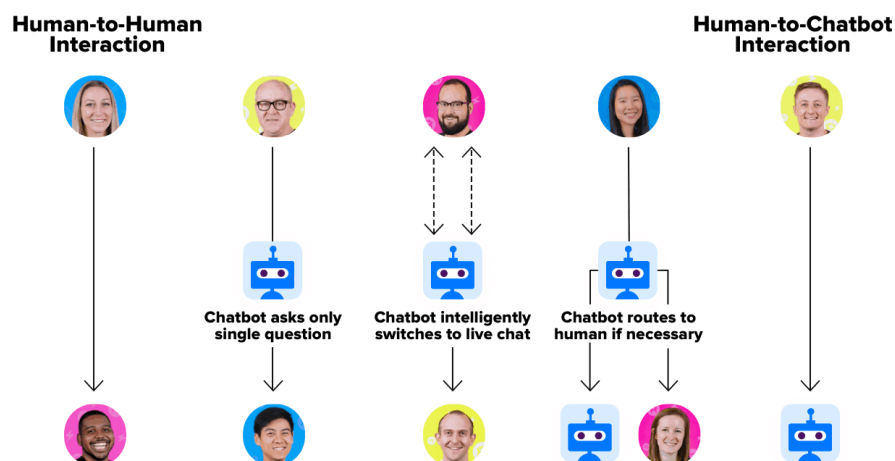 Human-to-Human
Interaction
Human-to-Chatbot
Interaction
Chatbot asks only
single question
Chatbot intelligently
switches to live chat
Chatbot routes to
human if necessary